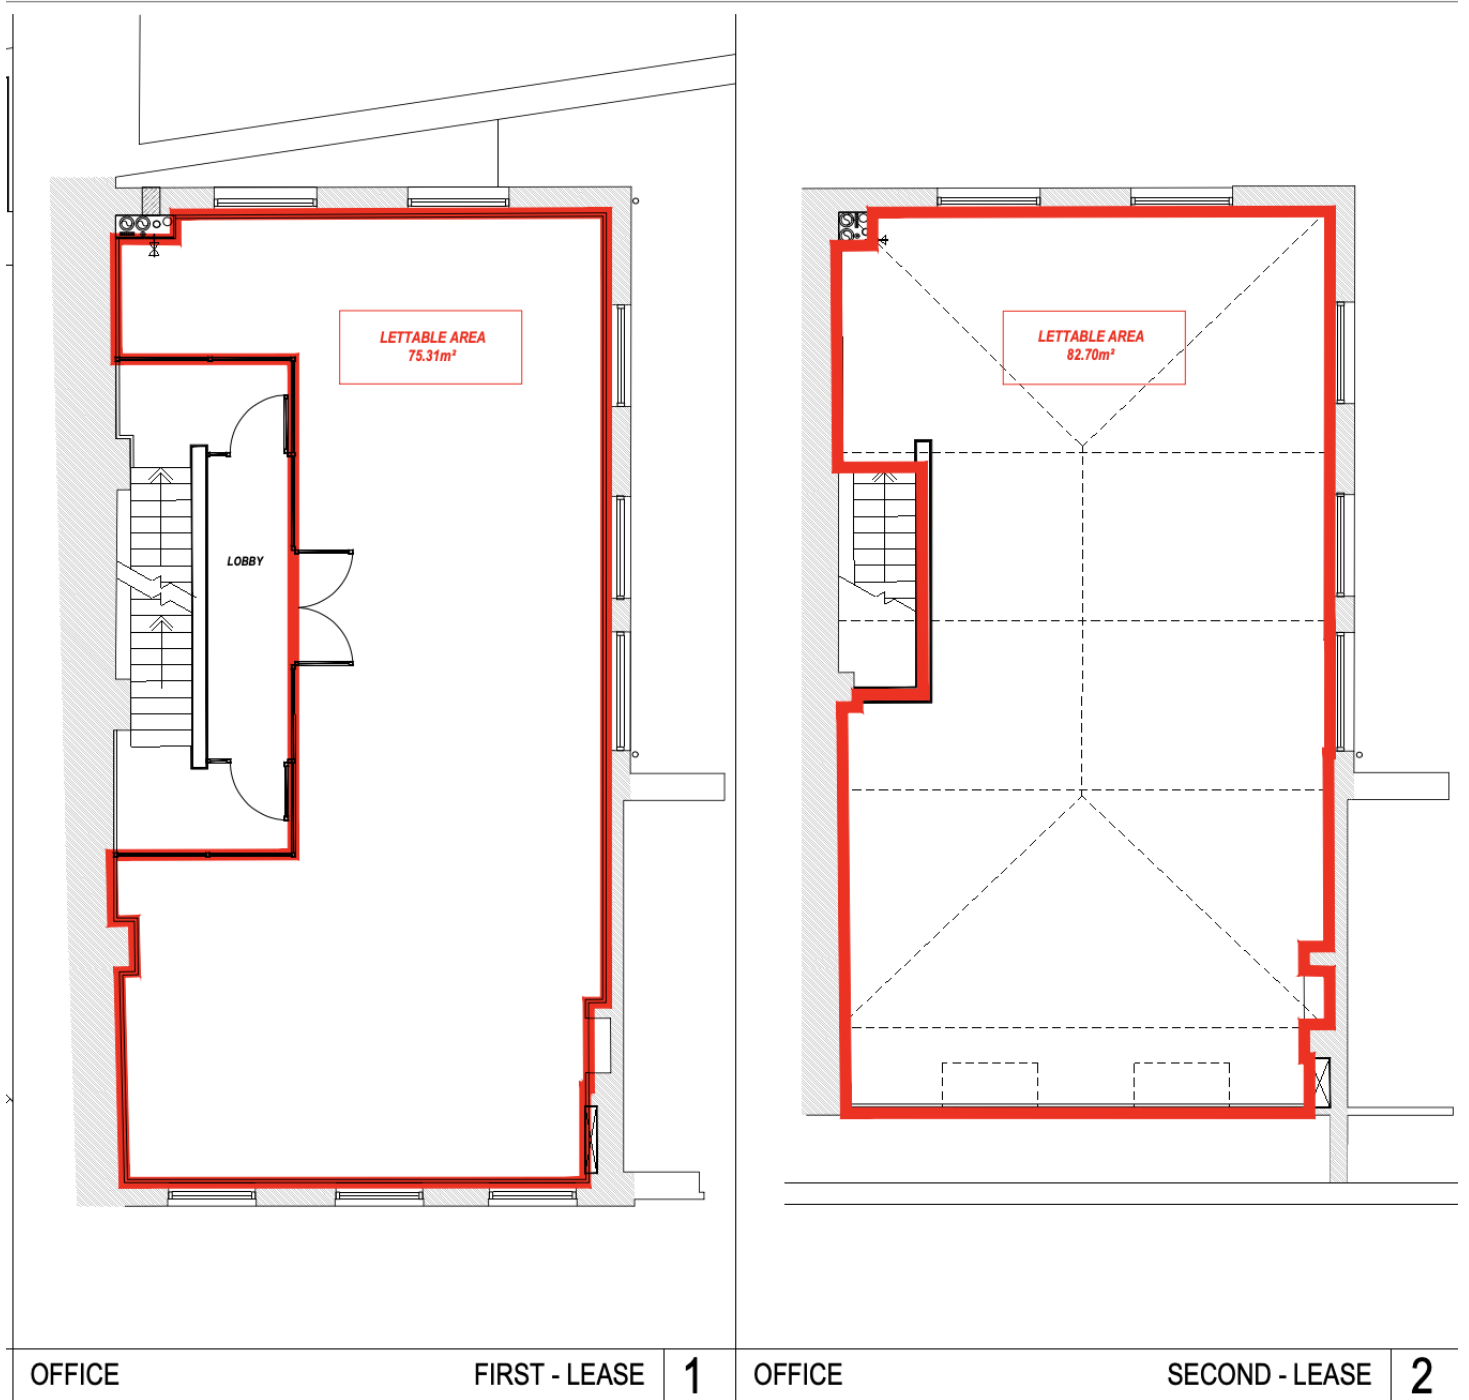 LETTABLE AREA
75.31m²
LOBBY
OFFICE
FIRST - LEASE
1
LETTABLE AREA
82.70m²
OFFICE
SECOND - LEASE
2